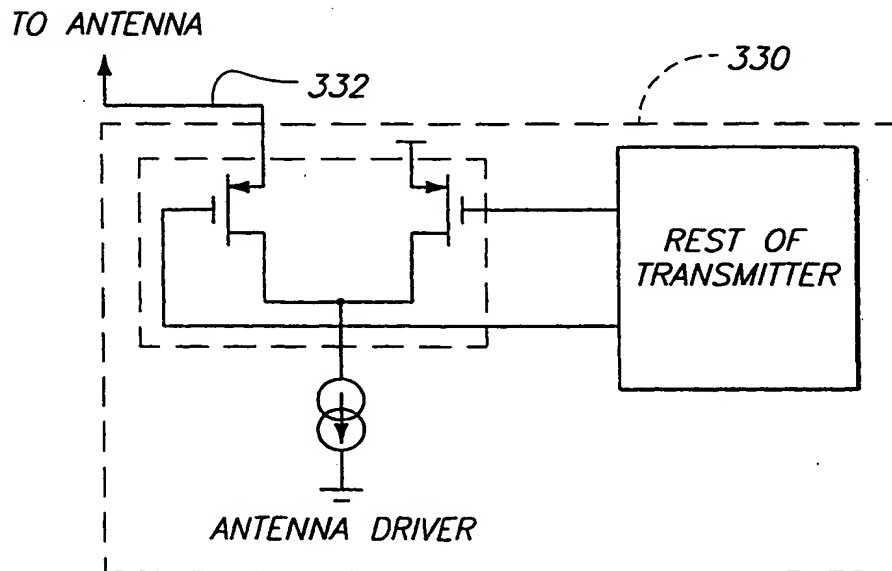 TO ANTENNA
332
330
REST OF
TRANSMITTER
ANTENNA DRIVER